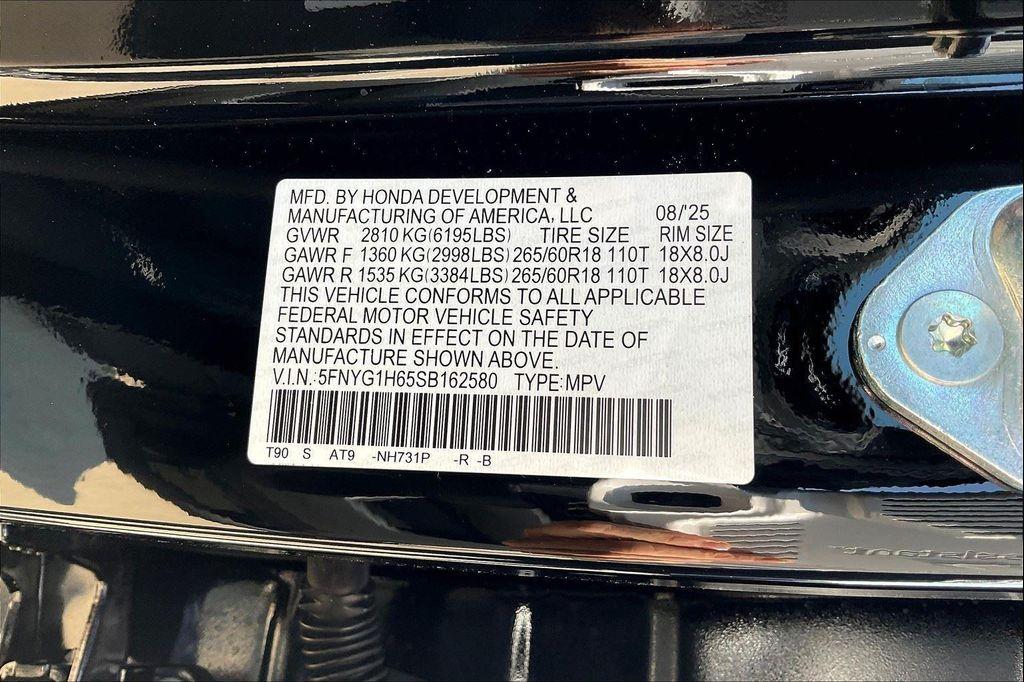 MFD. BY HONDA DEVELOPMENT &
MANUFACTURING OF AMERICA, LLC 08/'25
GVWR 2810 KG(6195LBS) TIRE SIZE RIM SIZE
GAWR F 1360 KG(2998LBS) 265/60R18 110T 18X8.0J
GAWR R 1535 KG(3384LBS) 265/60R18 110T 18X8.0J
THIS VEHICLE CONFORMS TO ALL APPLICABLE
FEDERAL MOTOR VEHICLE SAFETY
STANDARDS IN EFFECT ON THE DATE OF
MANUFACTURE SHOWN ABOVE.
V.I.N.:5FNYG1H65SB162580 TYPE:MPV
T90 S AT9 -NH731P -R -B